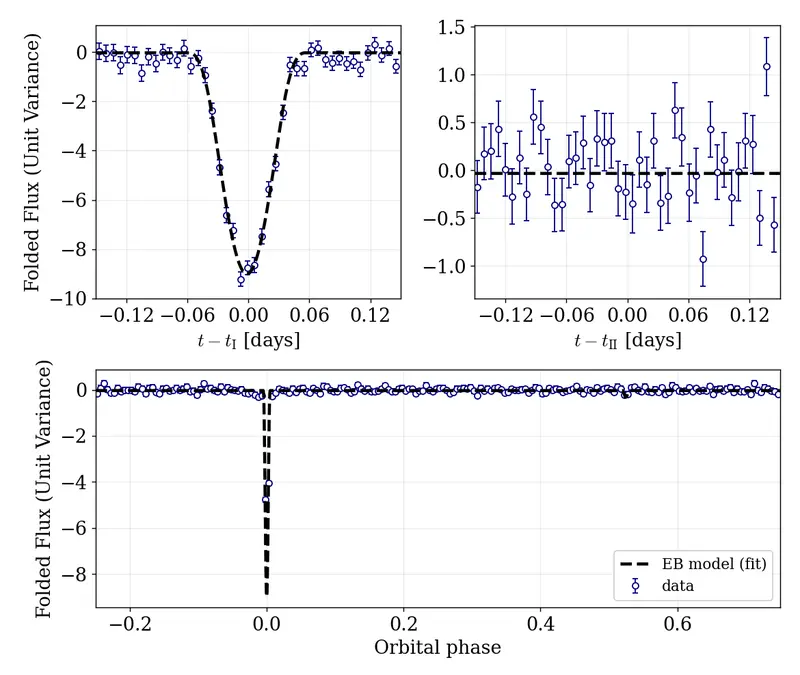 Folded Flux (Unit Variance)
0
−2
−4
−6
−8
−10
−0.12 −0.06 0.00 0.06 0.12
t − tI [days]
1.5
1.0
0.5
0.0
−0.5
−1.0
−0.12 −0.06 0.00 0.06 0.12
t − tII [days]
Folded Flux (Unit Variance)
0
−2
−4
−6
−8
−0.2 0.0 0.2 0.4 0.6
Orbital phase
EB model (fit)
data